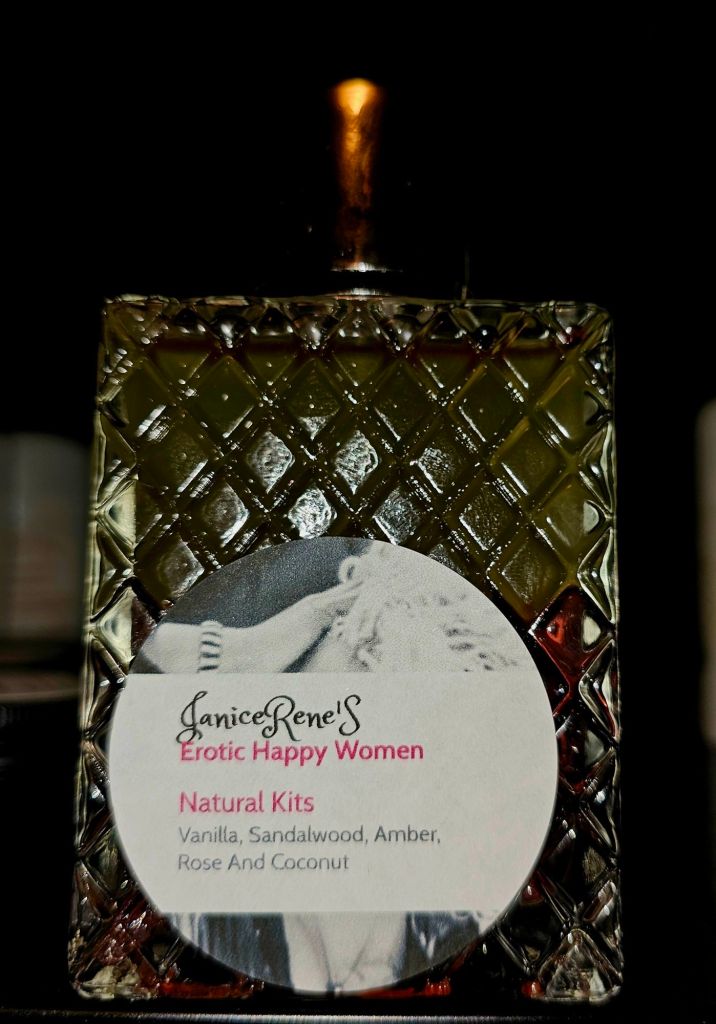 JaniceRene'S
Erotic Happy Women
Natural Kits
Vanilla, Sandalwood, Amber,
Rose And Coconut